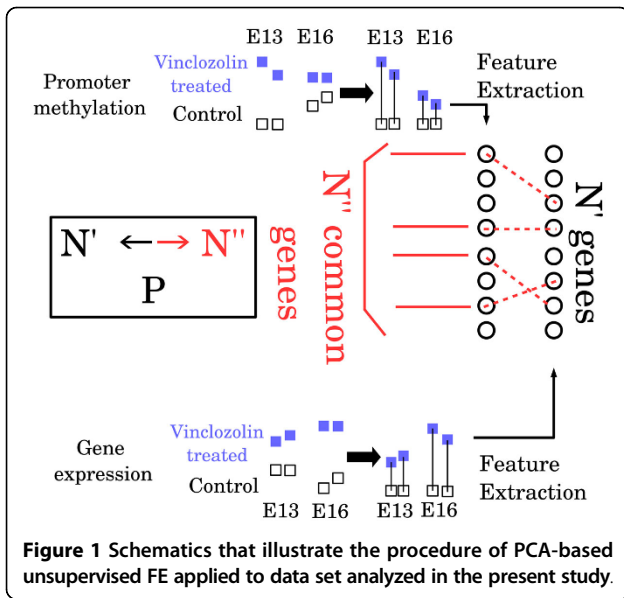 E13 E16
E13
E16
Vinclozolin
treated
Promoter
methylation
Control
Feature
Extraction
N' N''
P
N'' common
genes
N' genes
Vinclozolin
treated
Gene
expression
Control
E13 E16
E13 E16
Feature
Extraction
Figure 1 Schematics that illustrate the procedure of PCA-based
unsupervised FE applied to data set analyzed in the present study.